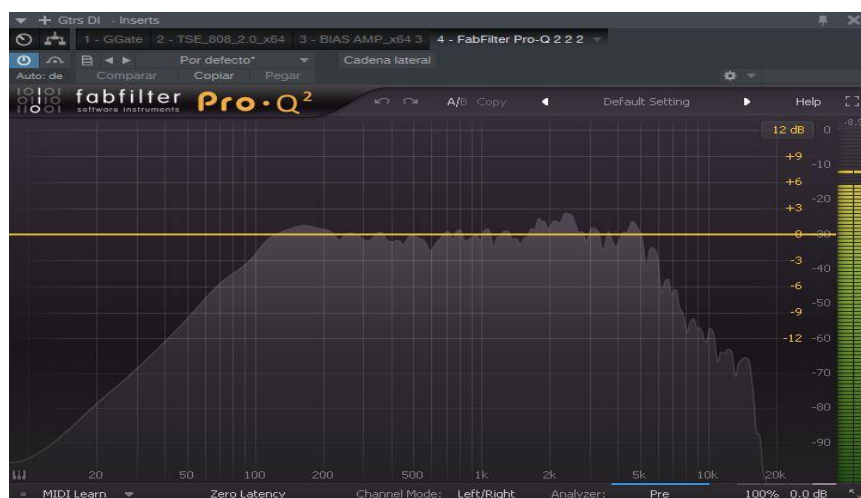 Gtrs DI - Inserts
1 - GGate 2 - TSE_808_2.0_x64 3 - BIAS AMP_x64 3 4 - FabFilter Pro-Q 2 2 2
Por defecto* Cadena lateral
Auto: de Comparar Copiar Pegar
fabfilter Pro·Q²
software instruments
A/B Copy Default Setting Help
12 dB 0 -8.9
+9 -10
+6
+3 -20
0 -30
-3
-6 -40
-9 -50
-12 -60
-70
-80
-90
20 50 100 200 500 1k 2k 5k 10k 20k
MIDI Learn Zero Latency Channel Mode: Left/Right Analyzer: Pre 100% 0.0 dB